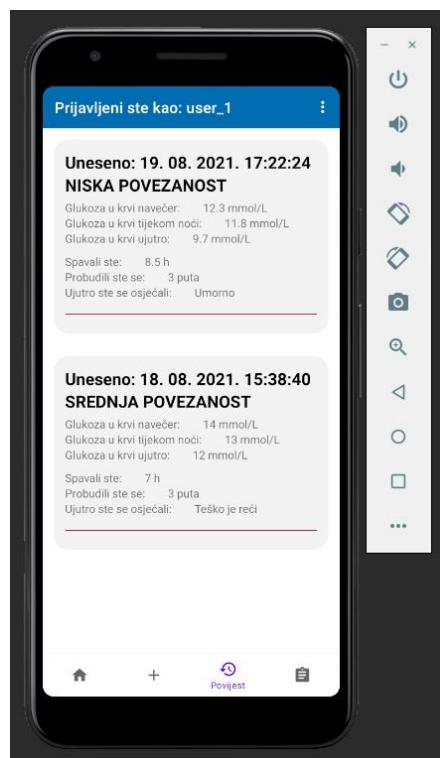 Prijavljeni ste kao: user_1
Uneseno: 19. 08. 2021. 17:22:24
NISKA POVEZANOST
Glukoza u krvi navečer: 12.3 mmol/L
Glukoza u krvi tijekom noći: 11.8 mmol/L
Glukoza u krvi ujutro: 9.7 mmol/L
Spavali ste: 8.5 h
Probudili ste se: 3 puta
Ujutro ste se osjećali: Umorno
Uneseno: 18. 08. 2021. 15:38:40
SREDNJA POVEZANOST
Glukoza u krvi navečer: 14 mmol/L
Glukoza u krvi tijekom noći: 13 mmol/L
Glukoza u krvi ujutro: 12 mmol/L
Spavali ste: 7 h
Probudili ste se: 3 puta
Ujutro ste se osjećali: Teško je reći
Povijest